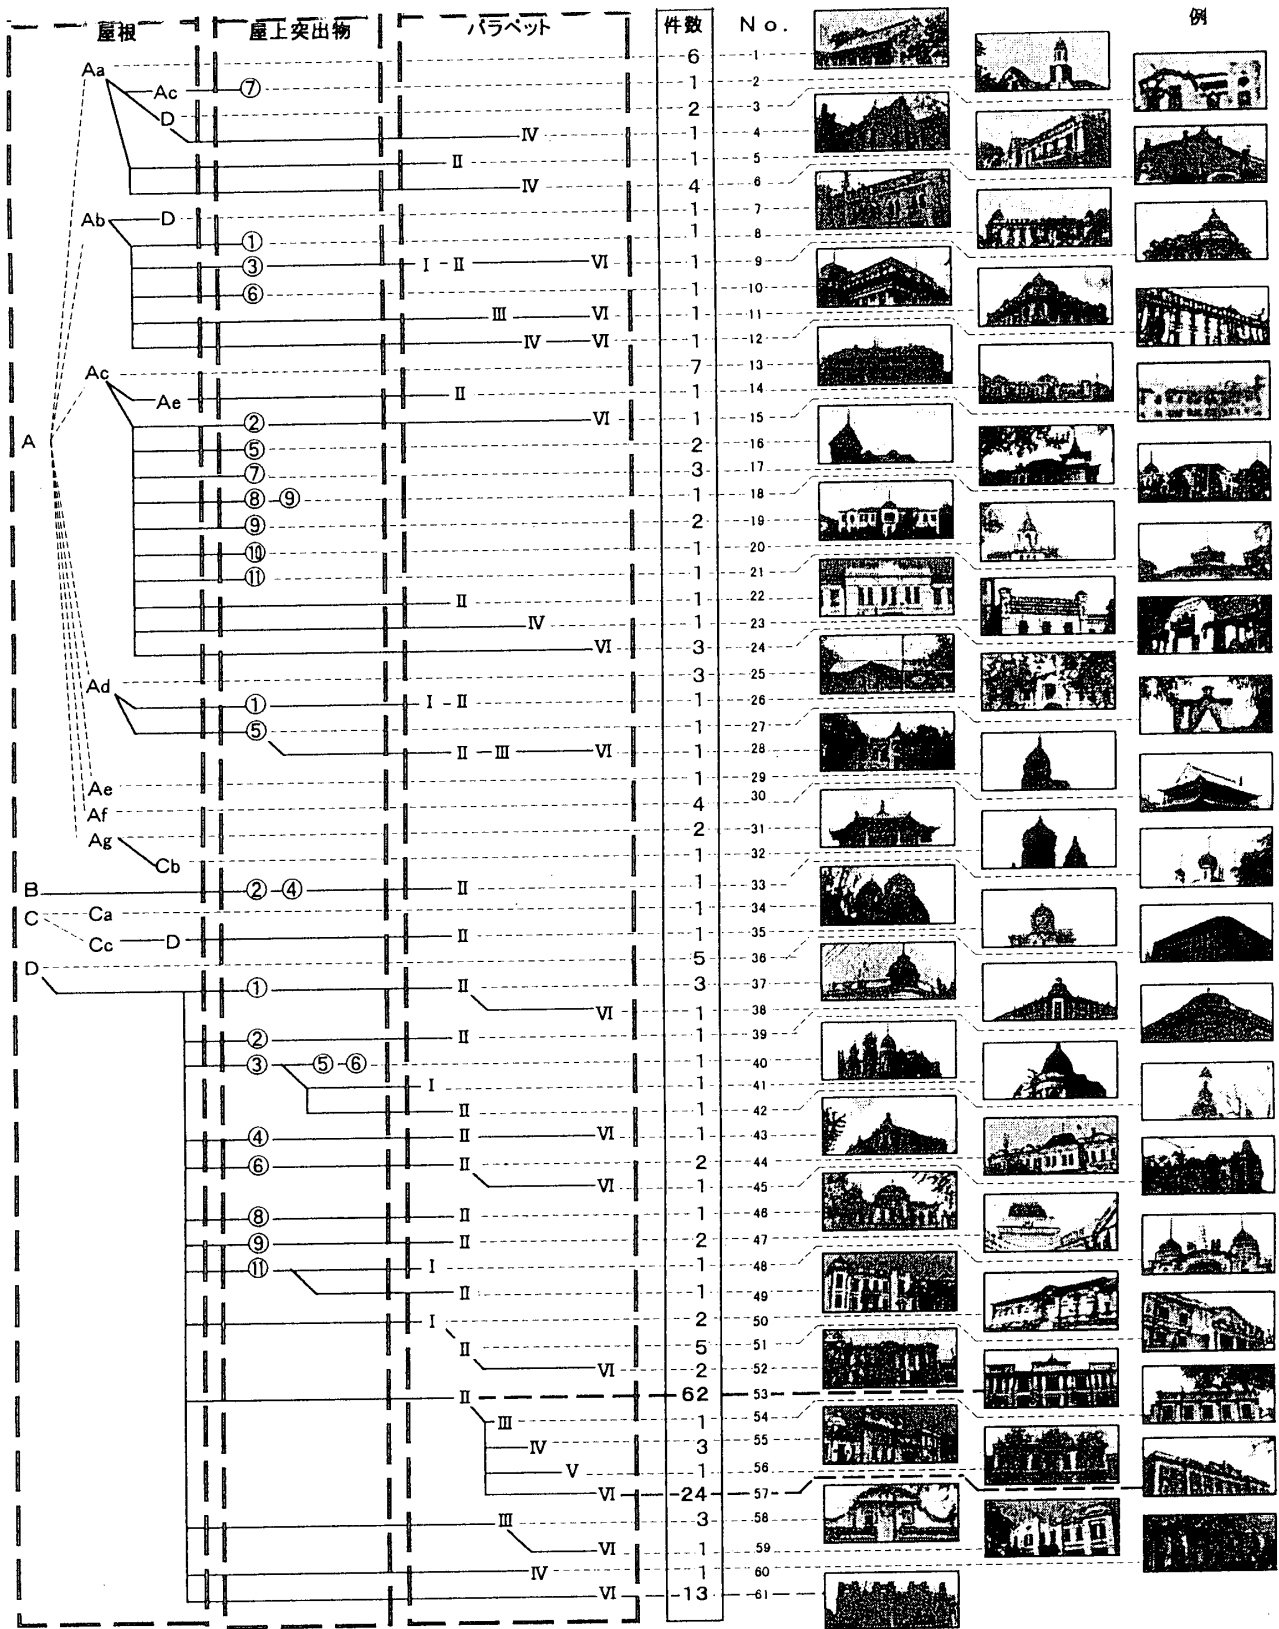 屋根 屋上突出物 パラペット 件数 No. 例
Aa 6 1
Ac ⑦ 1 2
D 2 3
IV 1 4
II 1 5
IV 4 6
Ab D 1 7
① 1 8
③ I II VI 1 9
⑥ 1 10
III VI 1 11
IV VI 1 12
Ac 7 13
Ae II 1 14
② VI 1 15
A
⑤ 2 16
⑦ 3 17
⑧ ⑨ 1 18
⑨ 2 19
⑩ 1 20
⑪ 1 21
II 1 22
IV 1 23
VI 3 24
Ad 3 25
① I II 1 26
⑤ 1 27
II III VI 1 28
Ae 1 29
Af 4 30
Ag 2 31
Cb 1 32
B ② ④ II 1 33
C Ca 1 34
Cc D II 1 35
D 5 36
① II 3 37
VI 1 38
② II 1 39
③ ⑤ ⑥ 1 40
I 1 41
II 1 42
④ II VI 1 43
⑥ II 2 44
VI 1 45
⑧ II 1 46
⑨ II 2 47
⑪ I 1 48
II 1 49
I 2 50
II 5 51
VI 2 52
II 62 53
III 1 54
IV 3 55
V 1 56
VI 24 57
III 3 58
VI 1 59
IV 1 60
VI 13 61